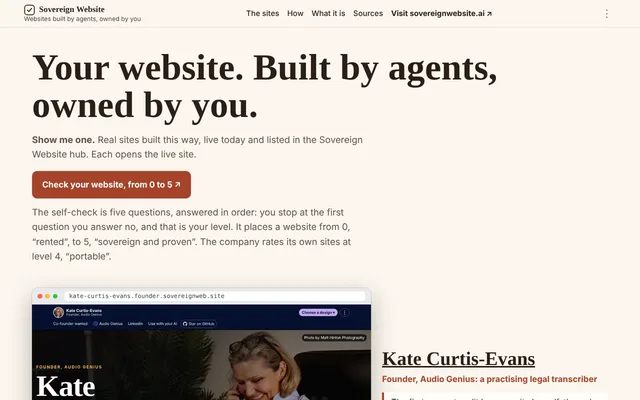 Sovereign Website
Websites built by agents, owned by you
The sites How What it is Sources Visit sovereignwebsite.ai ↗
Your website. Built by agents,
owned by you.
Show me one. Real sites built this way, live today and listed in the Sovereign
Website hub. Each opens the live site.
Check your website, from 0 to 5 ↗
The self-check is five questions, answered in order: you stop at the first
question you answer no, and that is your level. It places a website from 0,
“rented”, to 5, “sovereign and proven”. The company rates its own sites at
level 4, “portable”.
kate-curtis-evans.founder.sovereignweb.site
Kate Curtis-Evans
Founder, Audio Genius
Choose a design ▾
Co-founder wanted Audio Genius LinkedIn Use with your AI Star on GitHub
Photo by Matt Hinton Photography
FOUNDER, AUDIO GENIUS
Kate
Kate Curtis-Evans
Founder, Audio Genius: a practising legal transcriber